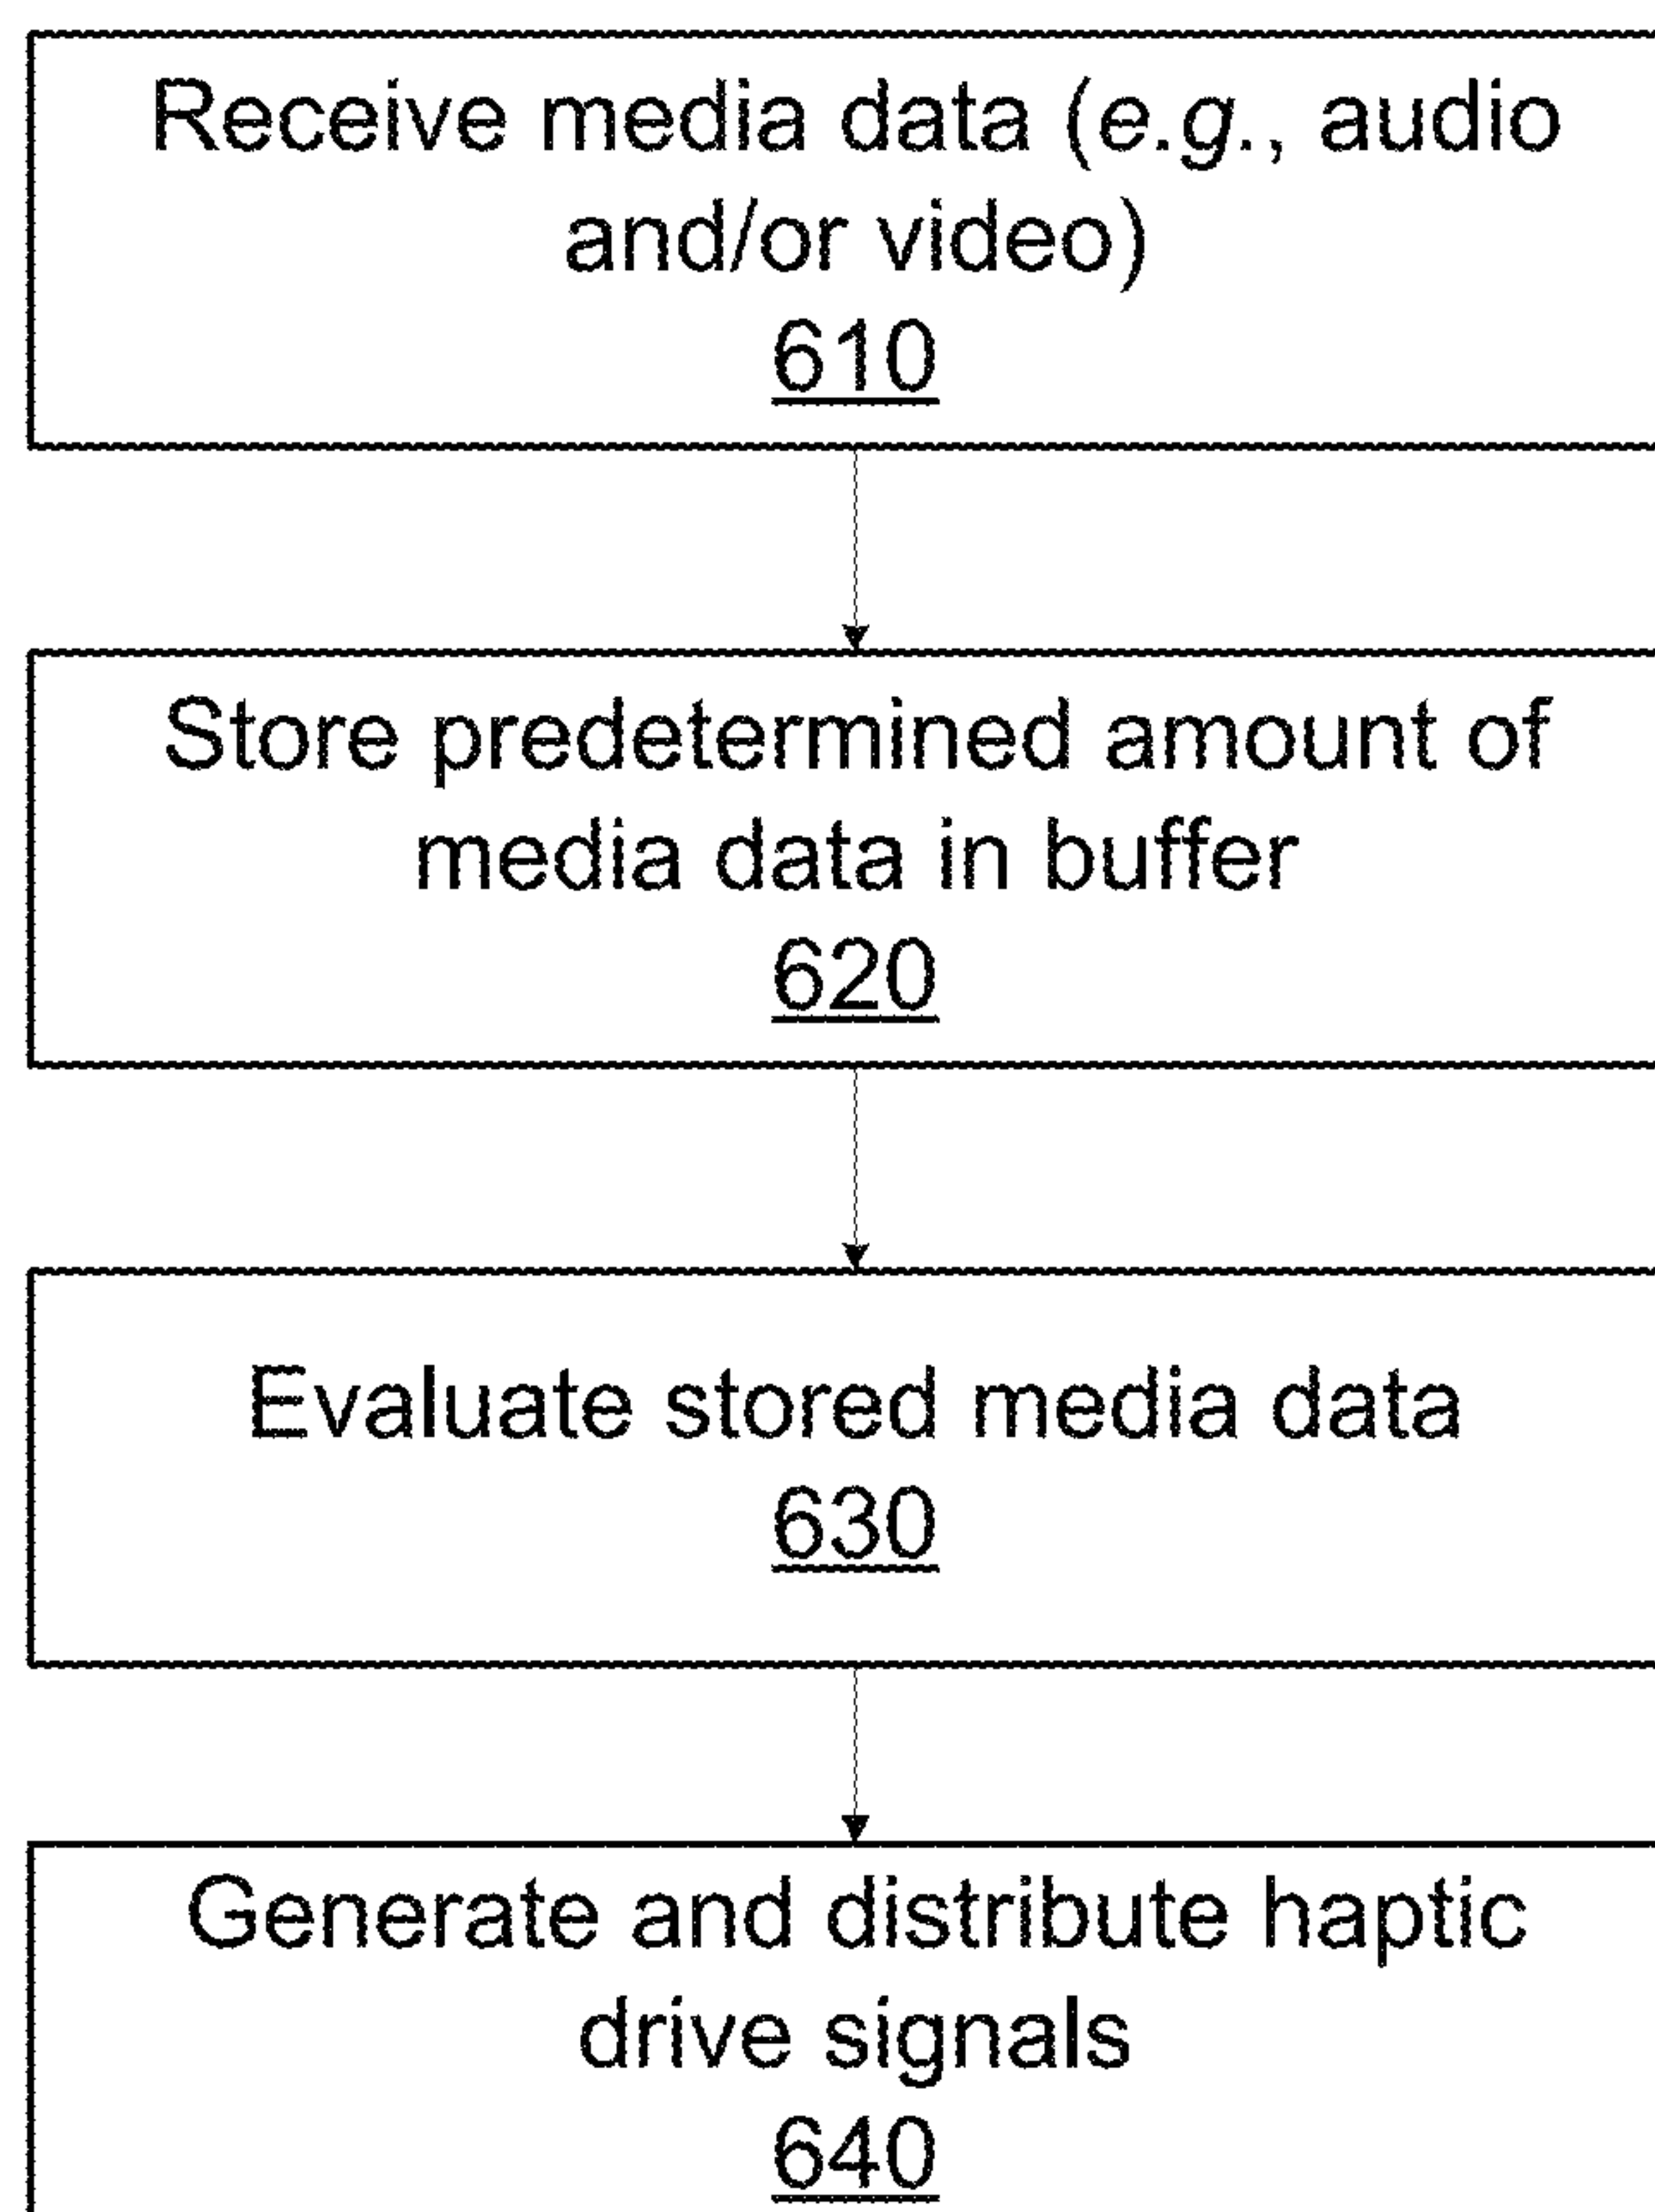 Receive media data (e.g., audio
and/or video)
610
Store predetermined amount of
media data in buffer
620
Evaluate stored media data
630
Generate and distribute haptic
drive signals
640